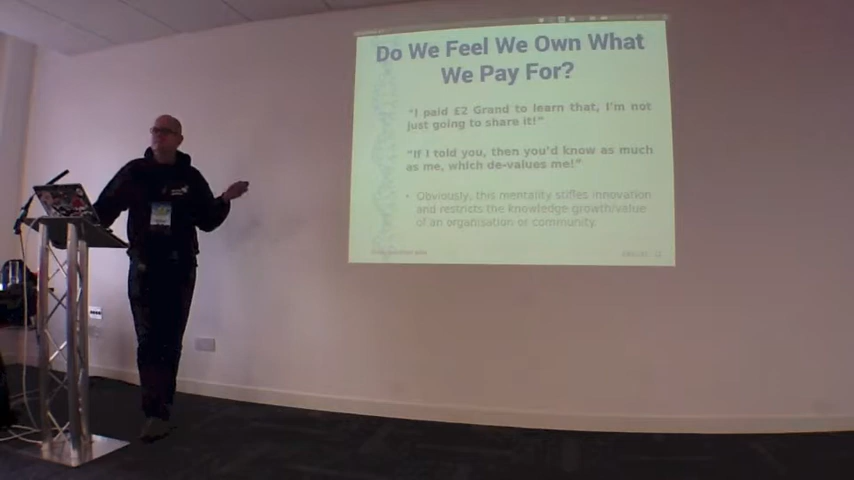 Do We Feel We Own What
We Pay For?
"I paid £2 Grand to learn that, I'm not
just going to share it!"
"If I told you, then you'd know as much
as me, which de-values me!"
• Obviously, this mentality stifles innovation
and restricts the knowledge growth/value
of an organisation or community.